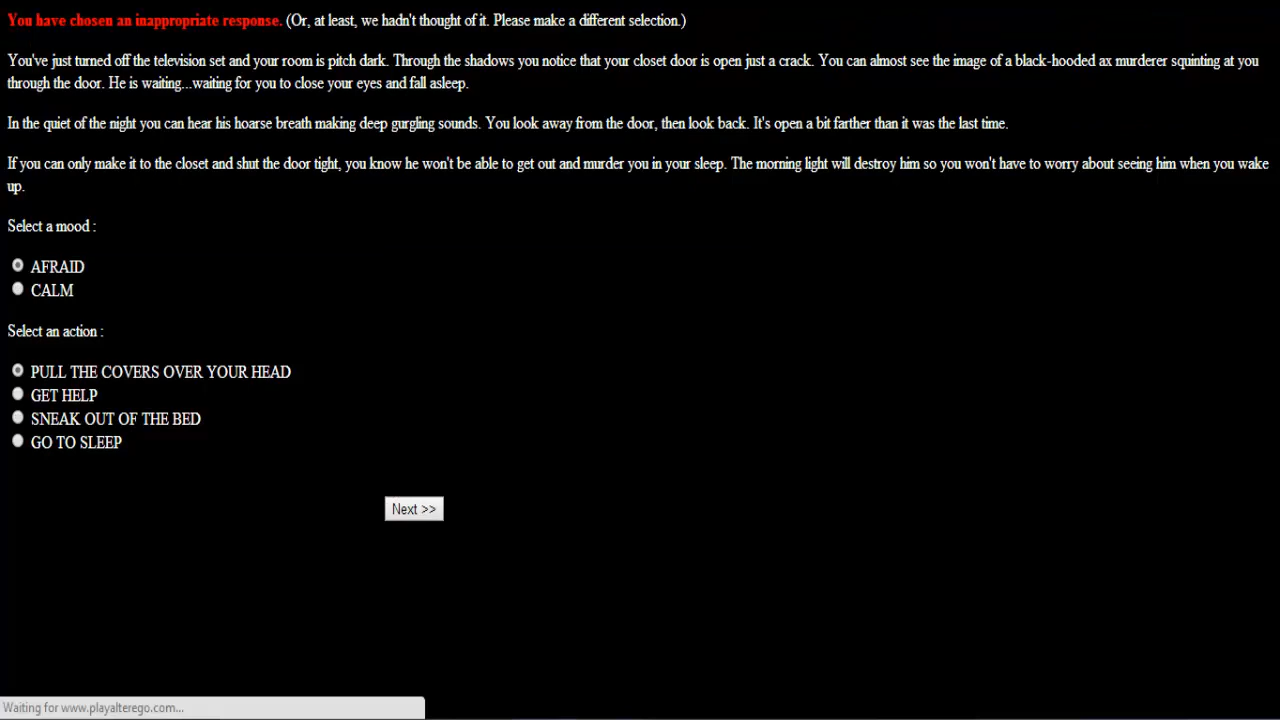 You have chosen an inappropriate response. (Or, at least, we hadn't thought of it. Please make a different selection.)
You've just turned off the television set and your room is pitch dark. Through the shadows you notice that your closet door is open just a crack. You can almost see the image of a black-hooded ax murderer squinting at you
through the door. He is waiting...waiting for you to close your eyes and fall asleep.
In the quiet of the night you can hear his hoarse breath making deep gurgling sounds. You look away from the door, then look back. It's open a bit farther than it was the last time.
If you can only make it to the closet and shut the door tight, you know he won't be able to get out and murder you in your sleep. The morning light will destroy him so you won't have to worry about seeing him when you wake
up.
Select a mood :
AFRAID
CALM
Select an action :
PULL THE COVERS OVER YOUR HEAD
GET HELP
SNEAK OUT OF THE BED
GO TO SLEEP
Next >>
Waiting for www.playalterego.com...